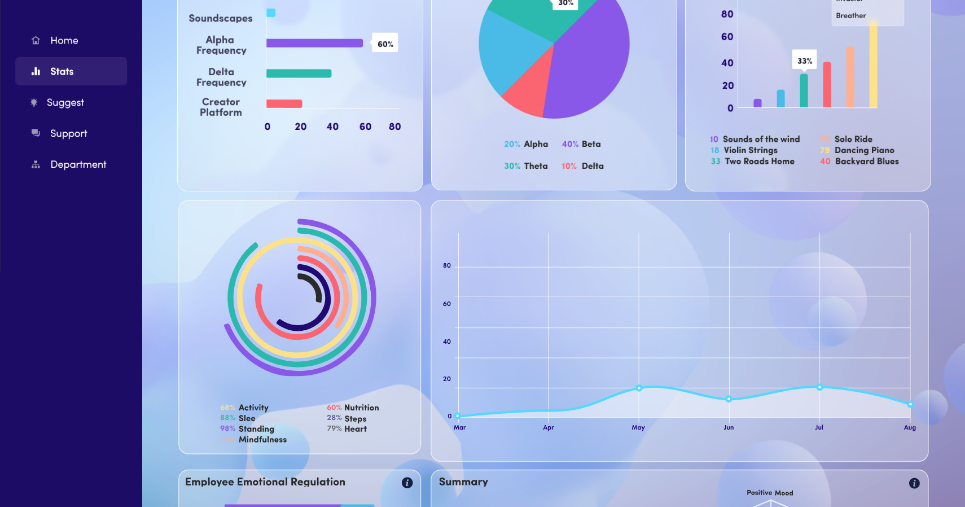 Home
Stats
Suggest
Support
Department
Soundscapes
Alpha
Frequency
60%
Delta
Frequency
Creator
Platform
0 20 40 60 80
30%
20% Alpha 40% Beta
30% Theta 10% Delta
Breather
80
60
40
20
0
33%
10 Sounds of the wind Solo Ride
18 Violin Strings 79 Dancing Piano
33 Two Roads Home 40 Backyard Blues
68% Activity 60% Nutrition
88% Slee 28% Steps
98% Standing 79% Heart
Mindfulness
80
60
40
20
0
Mar Apr May Jun Jul Aug
Employee Emotional Regulation i
Summary i
Positive Mood